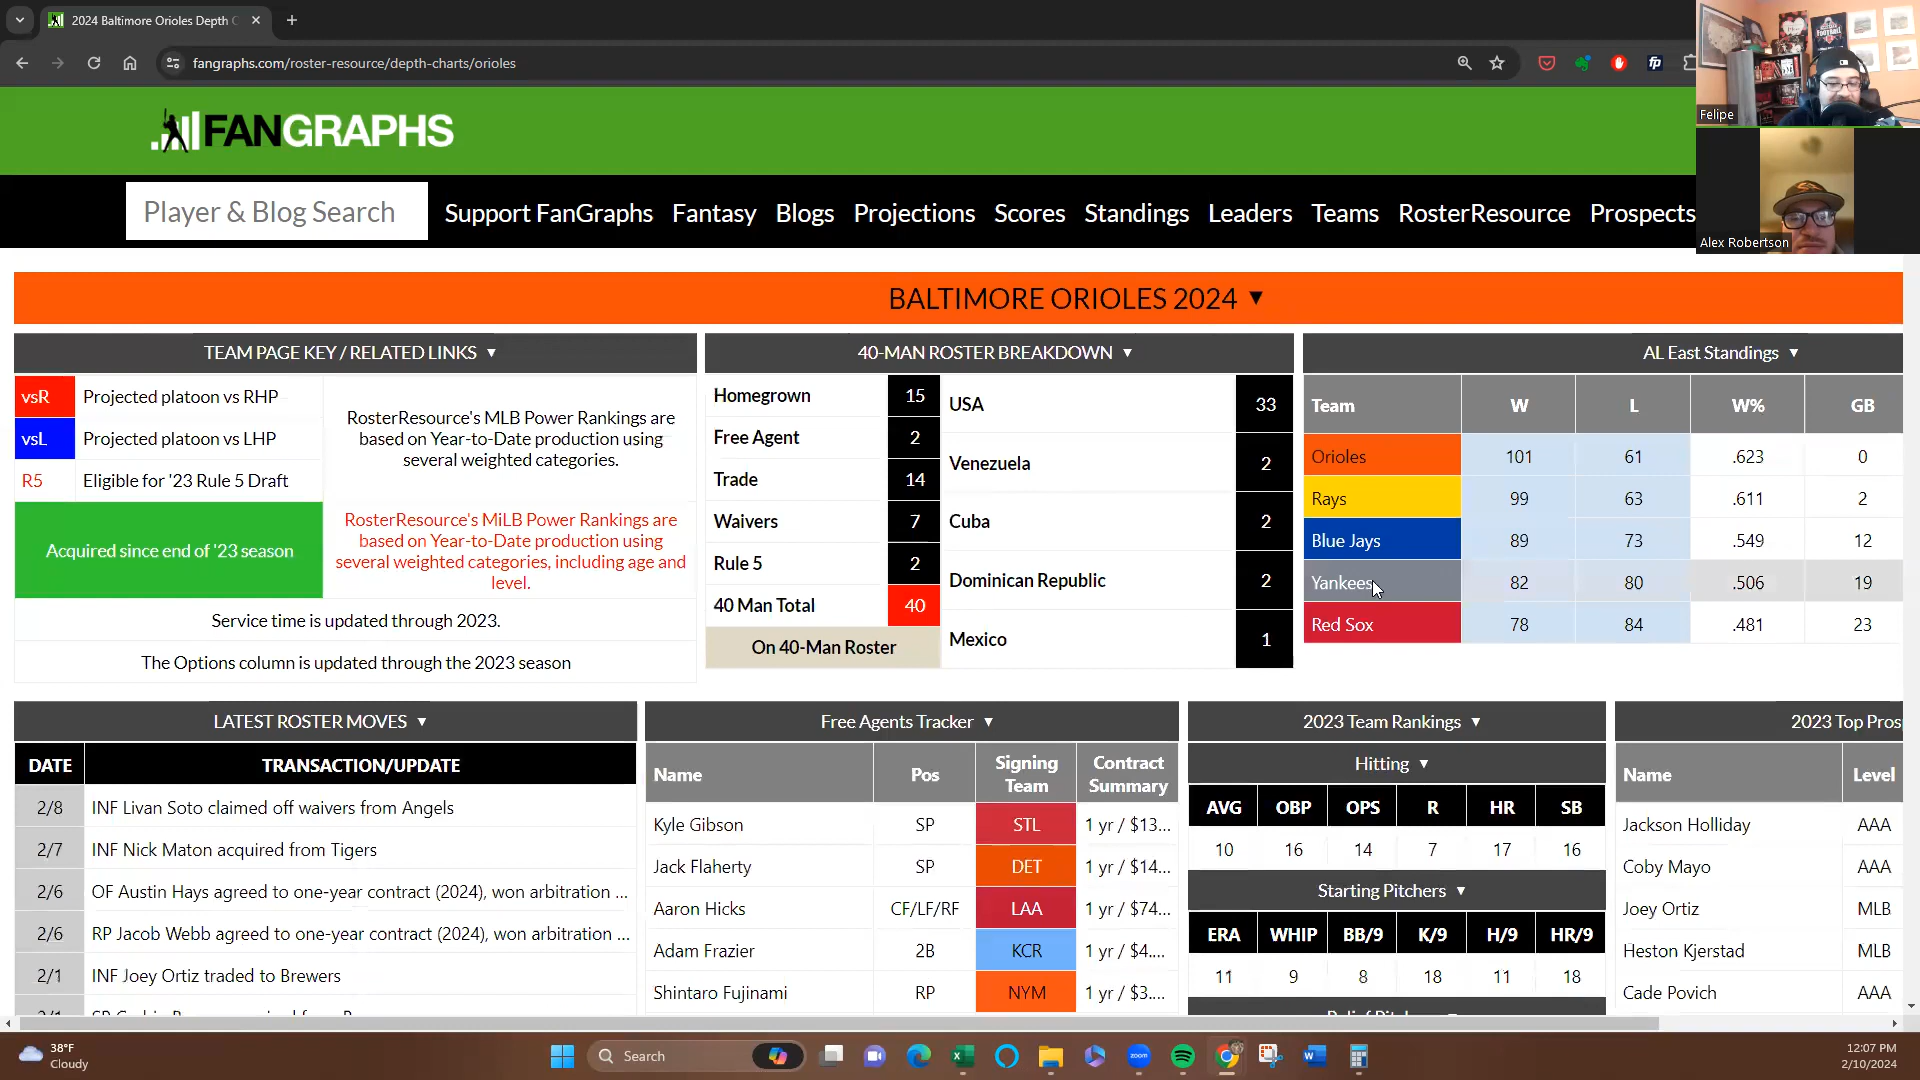 2024 Baltimore Orioles Depth C
fangraphs.com/roster-resource/depth-charts/orioles
Felipe
Alex Robertson
FANGRAPHS
Player & Blog Search Support FanGraphs Fantasy Blogs Projections Scores Standings Leaders Teams RosterResource Prospects
BALTIMORE ORIOLES 2024 ▼
TEAM PAGE KEY / RELATED LINKS ▼
vsR Projected platoon vs RHP
vsL Projected platoon vs LHP
R5 Eligible for '23 Rule 5 Draft
Acquired since end of '23 season
RosterResource's MLB Power Rankings are
based on Year-to-Date production using
several weighted categories.
RosterResource's MiLB Power Rankings are
based on Year-to-Date production using
several weighted categories, including age and
level.
Service time is updated through 2023.
The Options column is updated through the 2023 season
40-MAN ROSTER BREAKDOWN ▼
Homegrown 15
Free Agent 2
Trade 14
Waivers 7
Rule 5 2
40 Man Total 40
On 40-Man Roster
USA 33
Venezuela 2
Cuba 2
Dominican Republic 2
Mexico 1
AL East Standings ▼
Team W L W% GB
Orioles 101 61 .623 0
Rays 99 63 .611 2
Blue Jays 89 73 .549 12
Yankees 82 80 .506 19
Red Sox 78 84 .481 23
LATEST ROSTER MOVES ▼
DATE TRANSACTION/UPDATE
2/8 INF Livan Soto claimed off waivers from Angels
2/7 INF Nick Maton acquired from Tigers
2/6 OF Austin Hays agreed to one-year contract (2024), won arbitration ...
2/6 RP Jacob Webb agreed to one-year contract (2024), won arbitration ...
2/1 INF Joey Ortiz traded to Brewers
Free Agents Tracker ▼
Name Pos Signing Team Contract Summary
Kyle Gibson SP STL 1 yr / $13...
Jack Flaherty SP DET 1 yr / $14...
Aaron Hicks CF/LF/RF LAA 1 yr / $74...
Adam Frazier 2B KCR 1 yr / $4....
Shintaro Fujinami RP NYM 1 yr / $3....
2023 Team Rankings ▼
Hitting ▼
AVG OBP OPS R HR SB
10 16 14 7 17 16
Starting Pitchers ▼
ERA WHIP BB/9 K/9 H/9 HR/9
11 9 8 18 11 18
2023 Top Pros
Name Level
Jackson Holliday AAA
Coby Mayo AAA
Joey Ortiz MLB
Heston Kjerstad MLB
Cade Povich AAA
38°F
Cloudy
Search
12:07 PM
2/10/2024